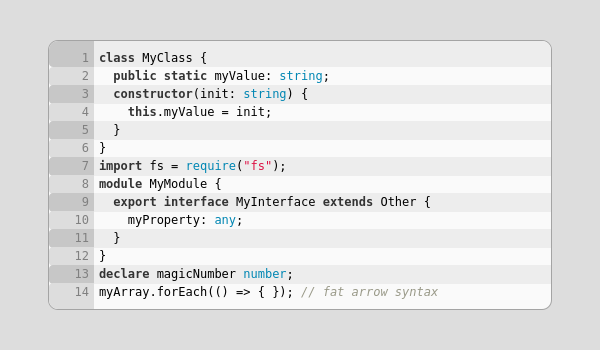 1 class MyClass {
2   public static myValue: string;
3   constructor(init: string) {
4     this.myValue = init;
5   }
6 }
7 import fs = require("fs");
8 module MyModule {
9   export interface MyInterface extends Other {
10     myProperty: any;
11   }
12 }
13 declare magicNumber number;
14 myArray.forEach(() => { }); // fat arrow syntax